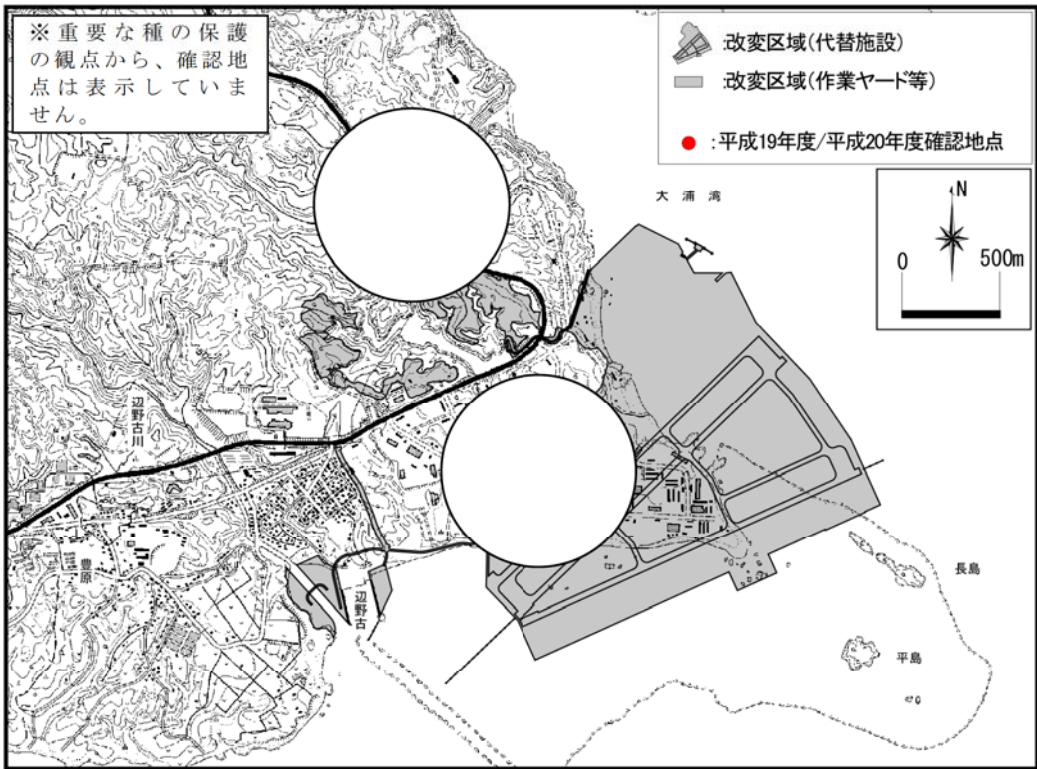 ※重要な種の保護
の観点から、確認地
点は表示していま
せん。
:改変区域(代替施設)
:改変区域(作業ヤード等)
:平成19年度/平成20年度確認地点
大浦湾
N
0 500m
辺野古川
豊原
辺野古
長島
平島